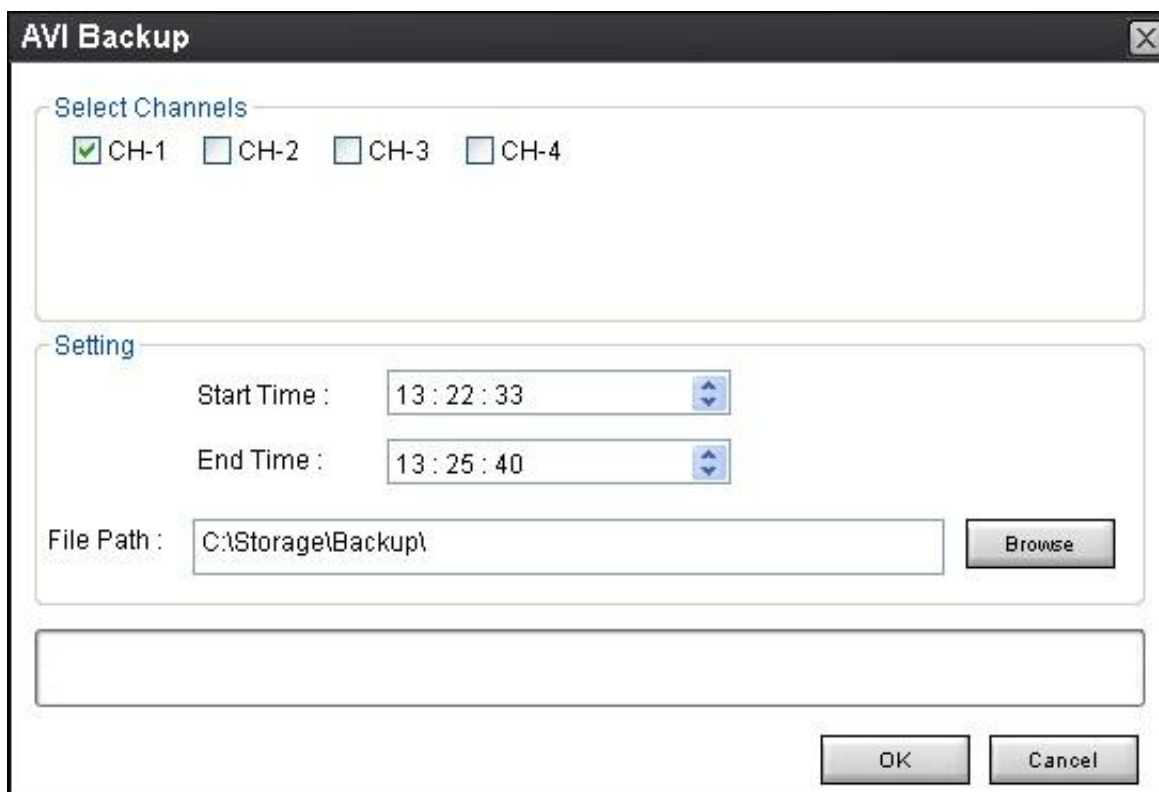 AVI Backup
Select Channels
CH-1 CH-2 CH-3 CH-4
Setting
Start Time : 13 : 22 : 33
End Time : 13 : 25 : 40
File Path : C:\Storage\Backup\ Browse
OK Cancel